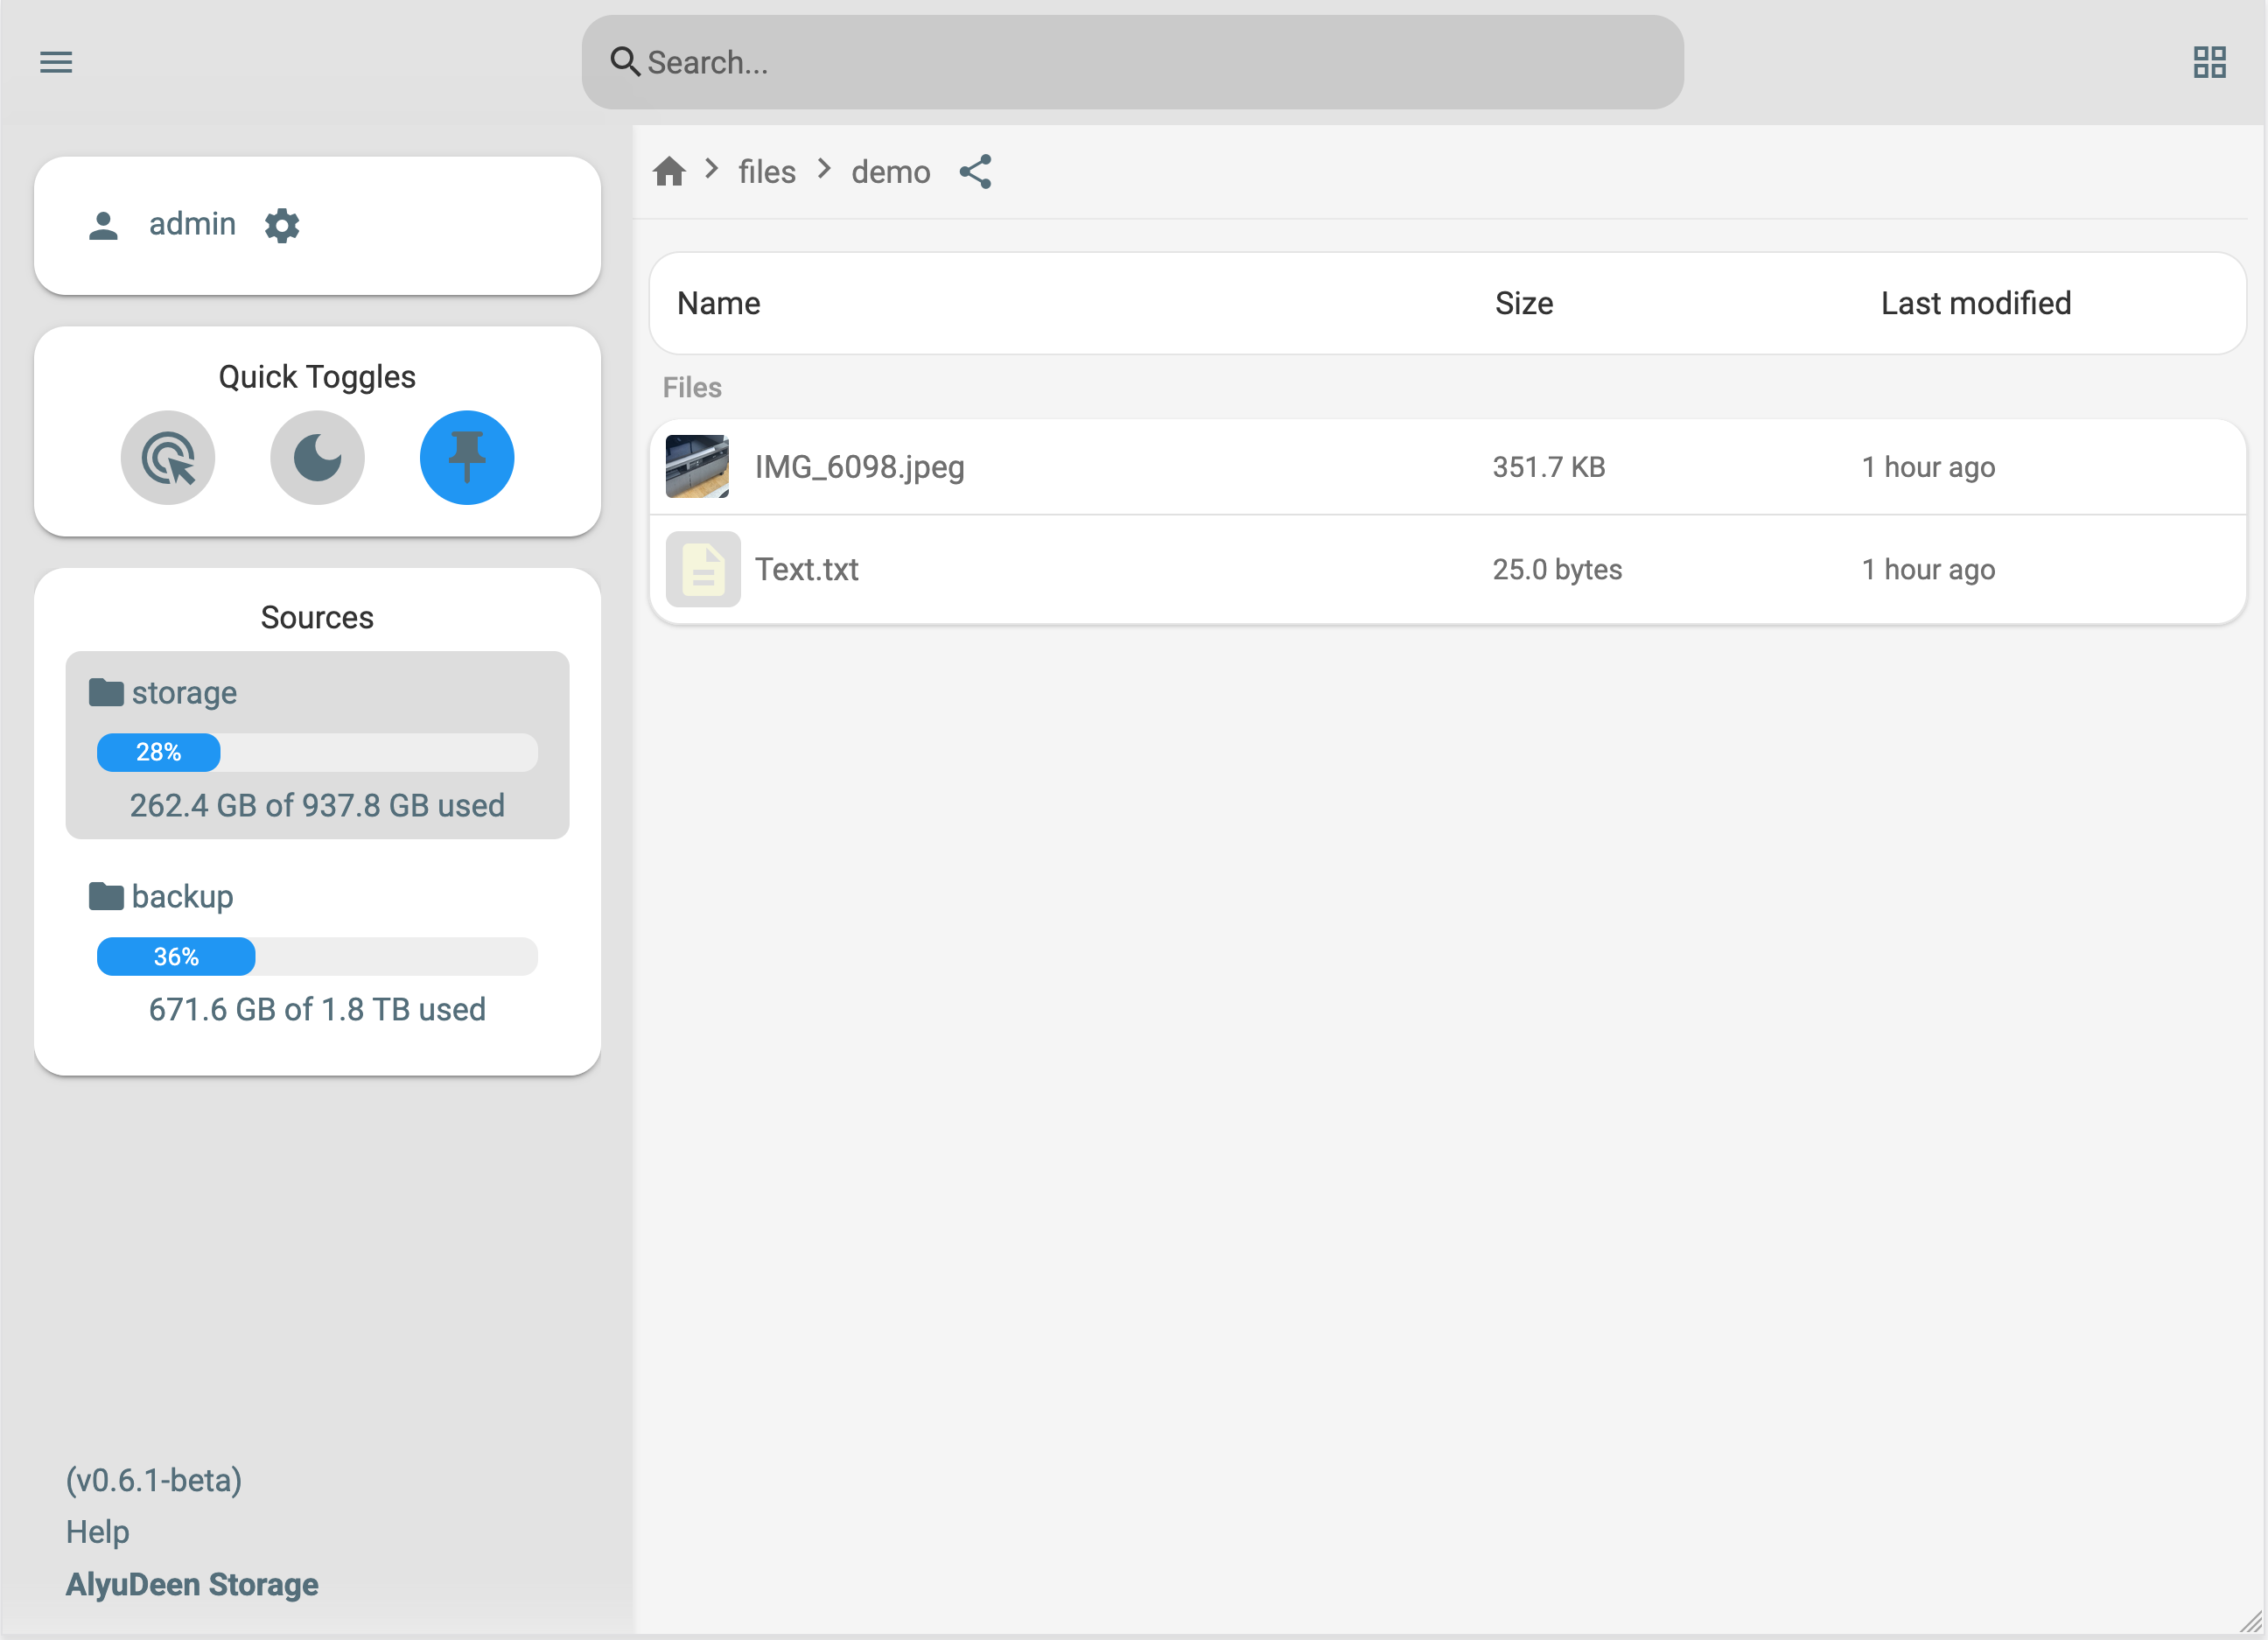 Search...
admin
Quick Toggles
Sources
storage
28%
262.4 GB of 937.8 GB used
backup
36%
671.6 GB of 1.8 TB used
(v0.6.1-beta)
Help
AlyuDeen Storage
files
demo
Name Size Last modified
Files
IMG_6098.jpeg 351.7 KB 1 hour ago
Text.txt 25.0 bytes 1 hour ago